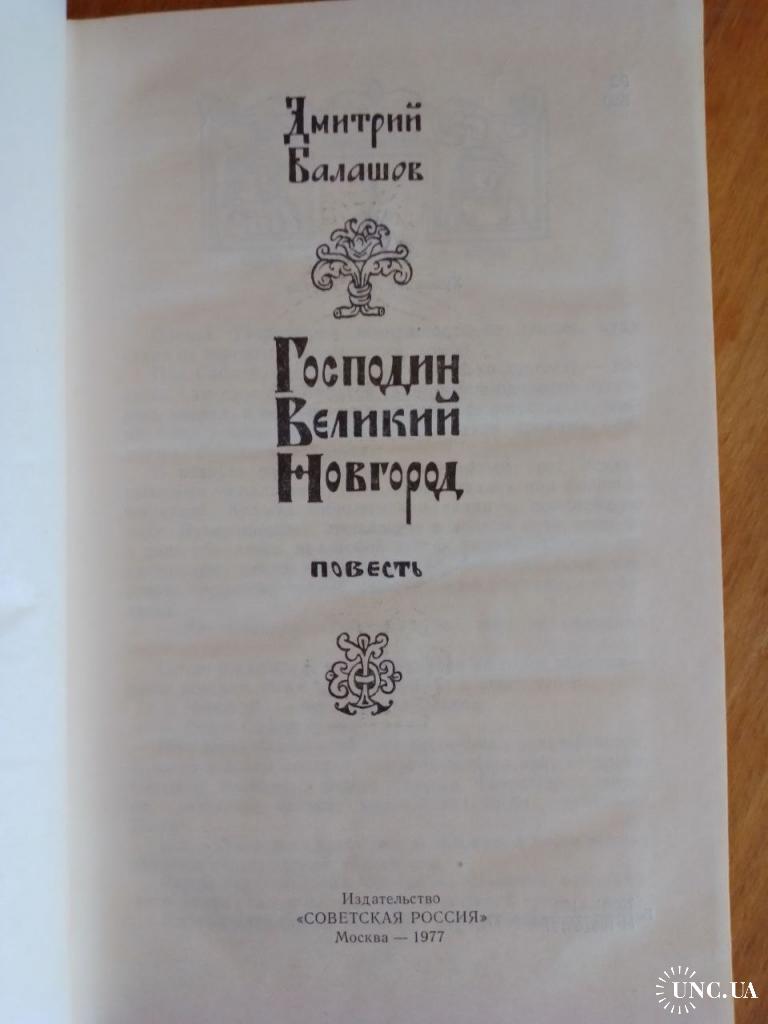 Дмитрий
Балашов
Господин
Великий
Новгород
повесть
Издательство
«СОВЕТСКАЯ РОССИЯ»
Москва — 1977
UNC.UA